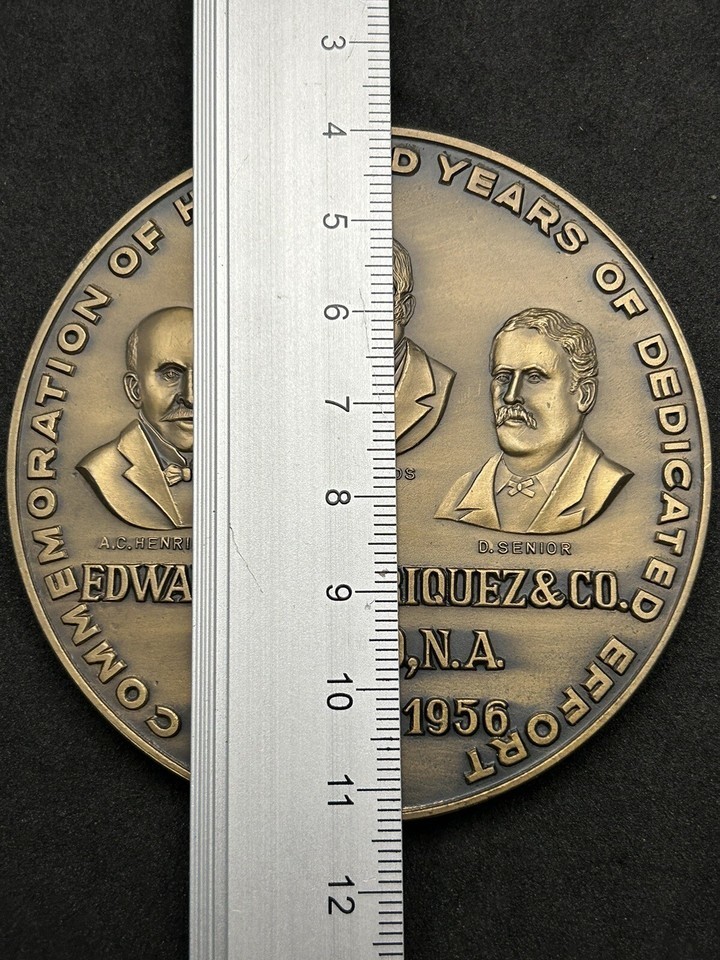 3
4
5
6
7
8
9
10
11
12
COMMEMORATION OF H D YEARS OF DEDICATED EFFORT
DS
A.C. HENRI
D. SENIOR
EDWA RIQUEZ & CO.
, N.A.
1956